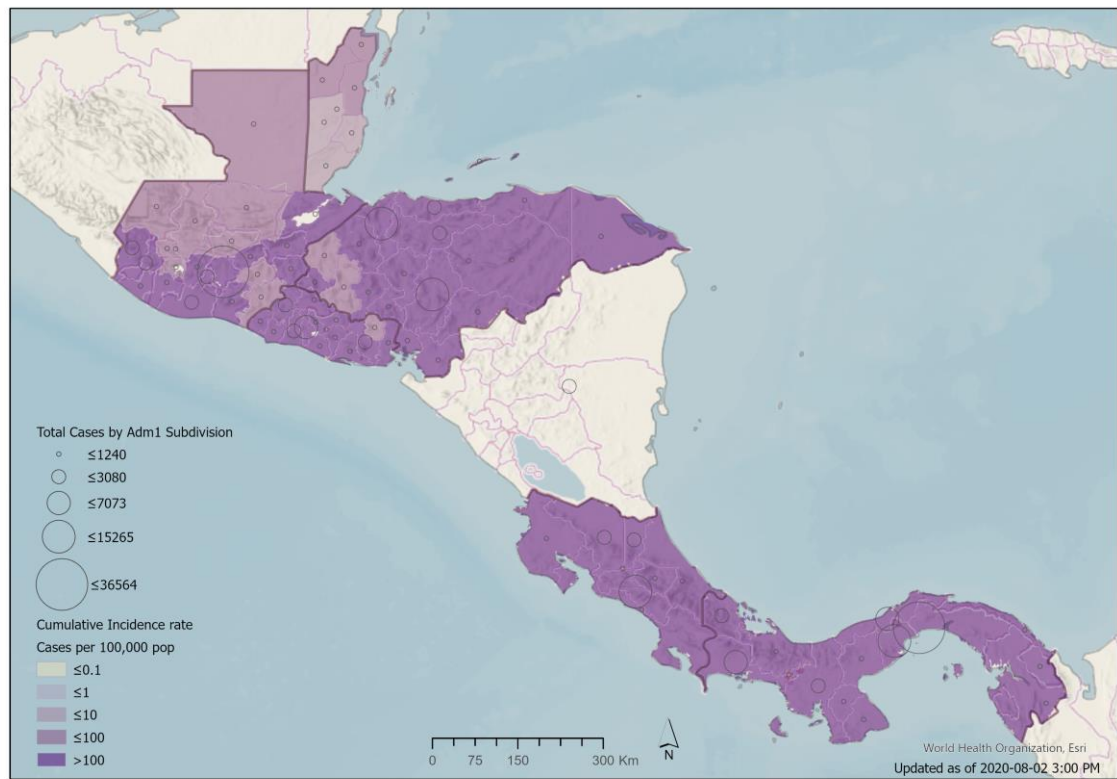 Total Cases by Adm1 Subdivision
≤1240
≤3080
≤7073
≤15265
≤36564
Cumulative Incidence rate
Cases per 100,000 pop
≤0.1
≤1
≤10
≤100
>100
N
0 75 150 300 Km
World Health Organization, Esri
Updated as of 2020-08-02 3:00 PM